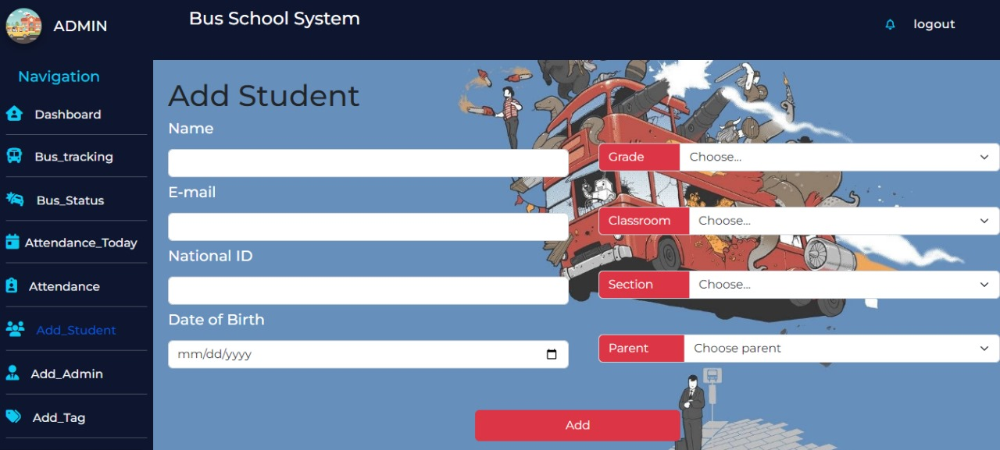 ADMIN
Bus School System
logout
Navigation
Dashboard
Bus_tracking
Bus_Status
Attendance_Today
Attendance
Add_Student
Add_Admin
Add_Tag
Add Student
Name
E-mail
National ID
Date of Birth
mm/dd/yyyy
Grade Choose...
Classroom Choose...
Section Choose...
Parent Choose parent
Add